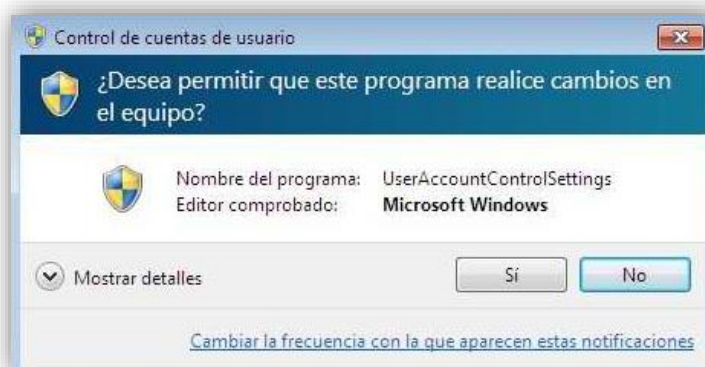 Control de cuentas de usuario
¿Desea permitir que este programa realice cambios en
el equipo?
Nombre del programa: UserAccountControlSettings
Editor comprobado: Microsoft Windows
Mostrar detalles
Sí
No
Cambiar la frecuencia con la que aparecen estas notificaciones